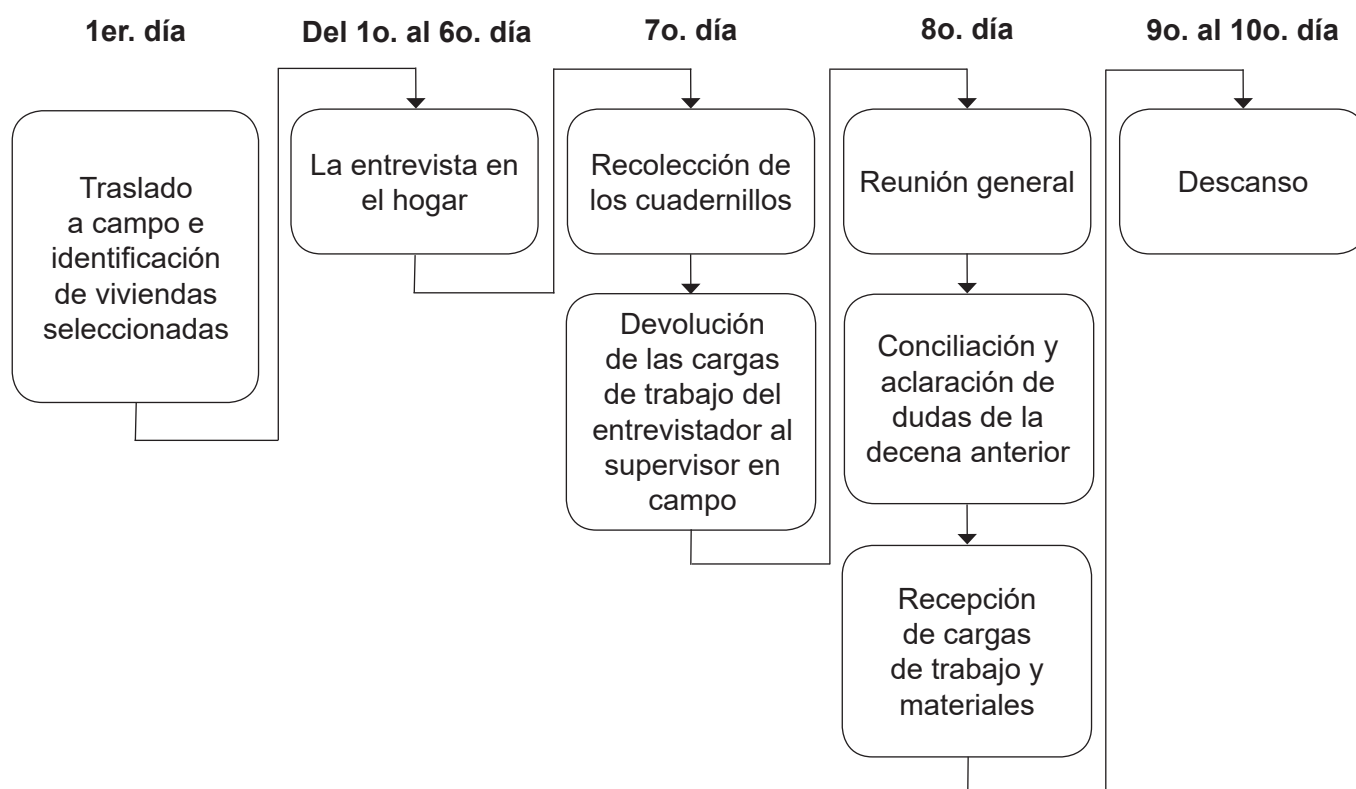 1er. día
Del 1o. al 6o. día
7o. día
8o. día
9o. al 10o. día
Traslado
a campo e
identificación
de viviendas
seleccionadas
La entrevista en
el hogar
Recolección de
los cuadernillos
Devolución
de las cargas
de trabajo del
entrevistador al
supervisor en
campo
Reunión general
Conciliación y
aclaración de
dudas de la
decena anterior
Recepción
de cargas
de trabajo y
materiales
Descanso